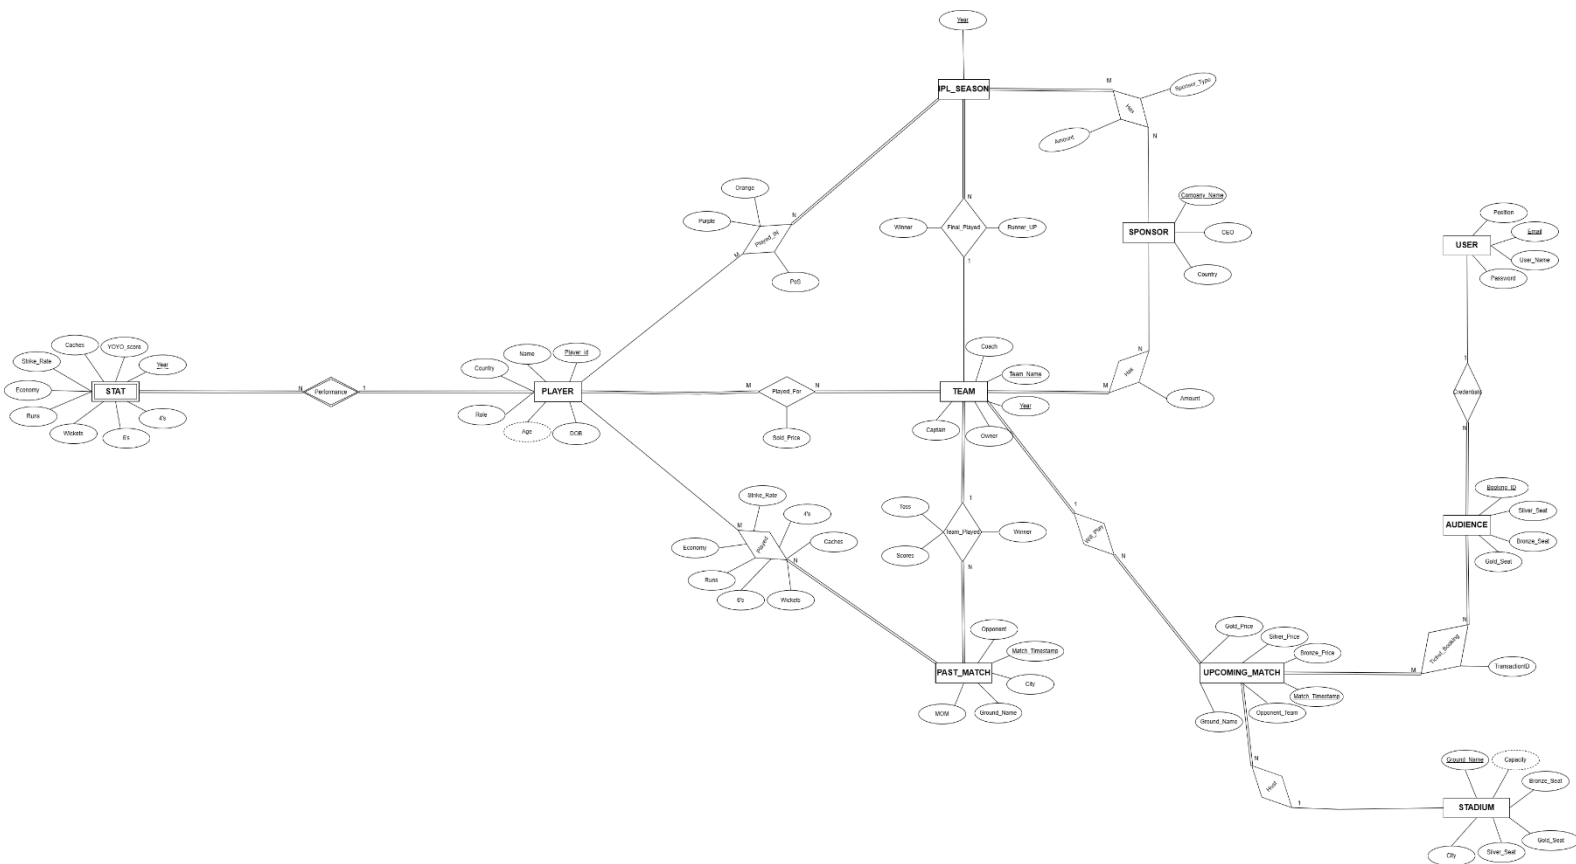 Year
IPL_SEASON
M
Sponsor_Type
Has
Amount
N
Orange
Purple
Played_IN
N
M
PoS
N
Winner
Final_Played
Runner_UP
1
Company_Name
SPONSOR
CEO
Country
Position
Email
USER
User_Name
Password
Caches
YOYO_score
Strike_Rate
Year
Economy
STAT
Runs
4's
Wickets
6's
N
Performance
1
Name
Player_id
Country
PLAYER
Role
Age
DOB
M
Played_For
N
Sold_Price
Coach
Team_Name
TEAM
Year
Captain
Owner
N
Has
M
Amount
1
Credentials
N
Strike_Rate
4's
M
Played
Economy
Caches
N
Runs
6's
Wickets
1
Toss
Team_Played
Winner
Scores
N
1
Will_Play
N
Booking_ID
Silver_Seat
AUDIENCE
Bronze_Seat
Gold_Seat
Opponent
Match_Timestamp
PAST_MATCH
City
MOM
Ground_Name
Gold_Price
Silver_Price
Bronze_Price
UPCOMING_MATCH
Match_Timestamp
Opponent_Team
Ground_Name
N
Ticket_Booking
M
TransactionID
N
Host
1
Ground_Name
Capacity
Bronze_Seat
STADIUM
Gold_Seat
City
Silver_Seat